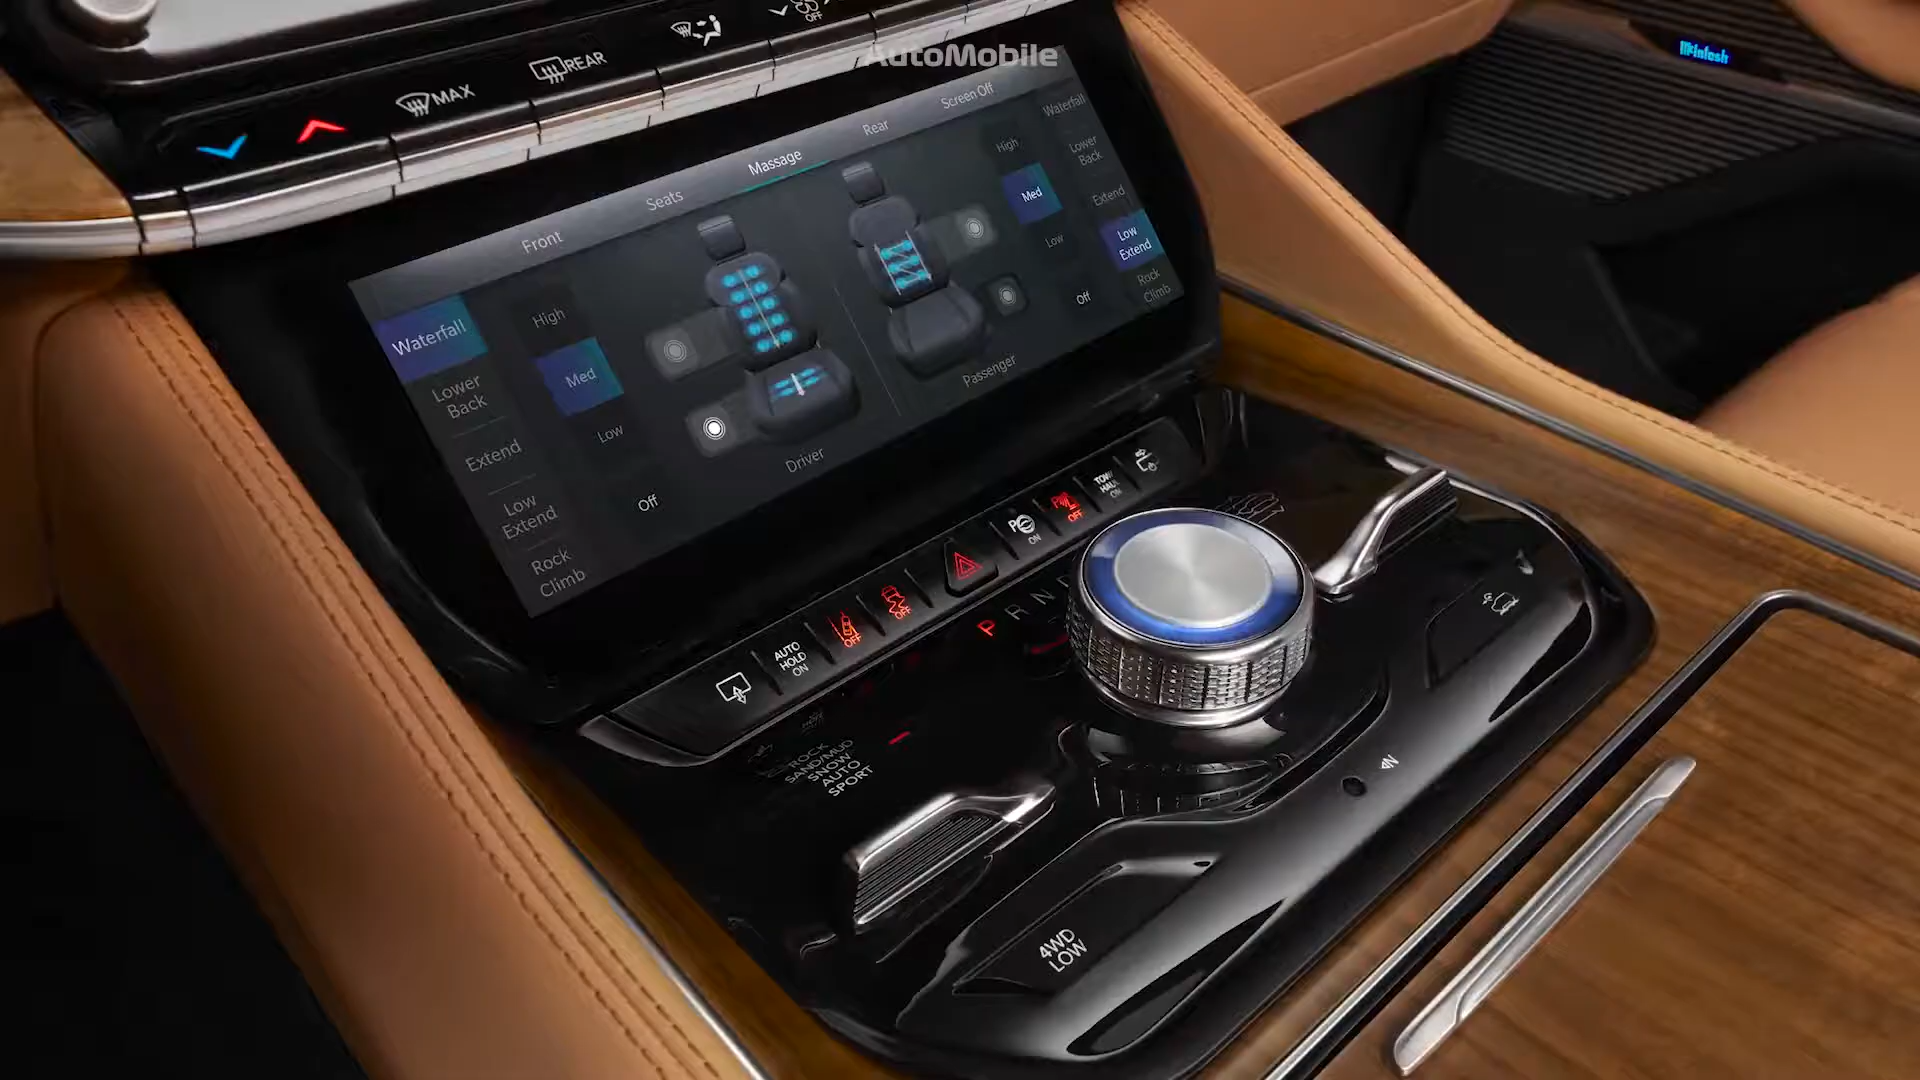 AutoMobile
McIntosh
MAX
REAR
OFF
Front
Seats
Massage
Rear
Screen Off
Waterfall
Lower
Back
Extend
Low
Extend
Rock
Climb
High
Med
Low
Off
Driver
Passenger
High
Med
Low
Off
Waterfall
Lower
Back
Extend
Low
Extend
Rock
Climb
AUTO
HOLD
ON
OFF
OFF
P
ON
OFF
TOW/
HAUL
ON
P R N D
ROCK
SAND/MUD
SNOW
AUTO
SPORT
N
4WD
LOW